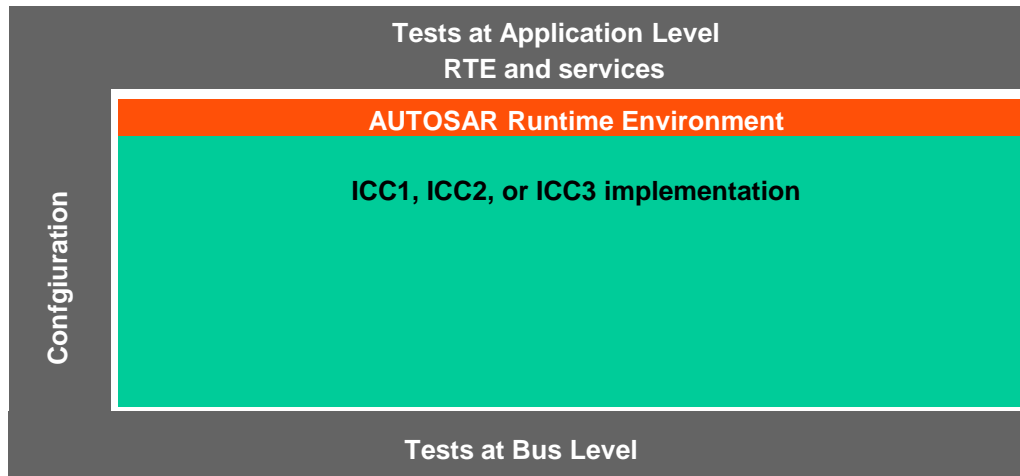 Tests at Application Level
RTE and services
AUTOSAR Runtime Environment
ICC1, ICC2, or ICC3 implementation
Confgiuration
Tests at Bus Level